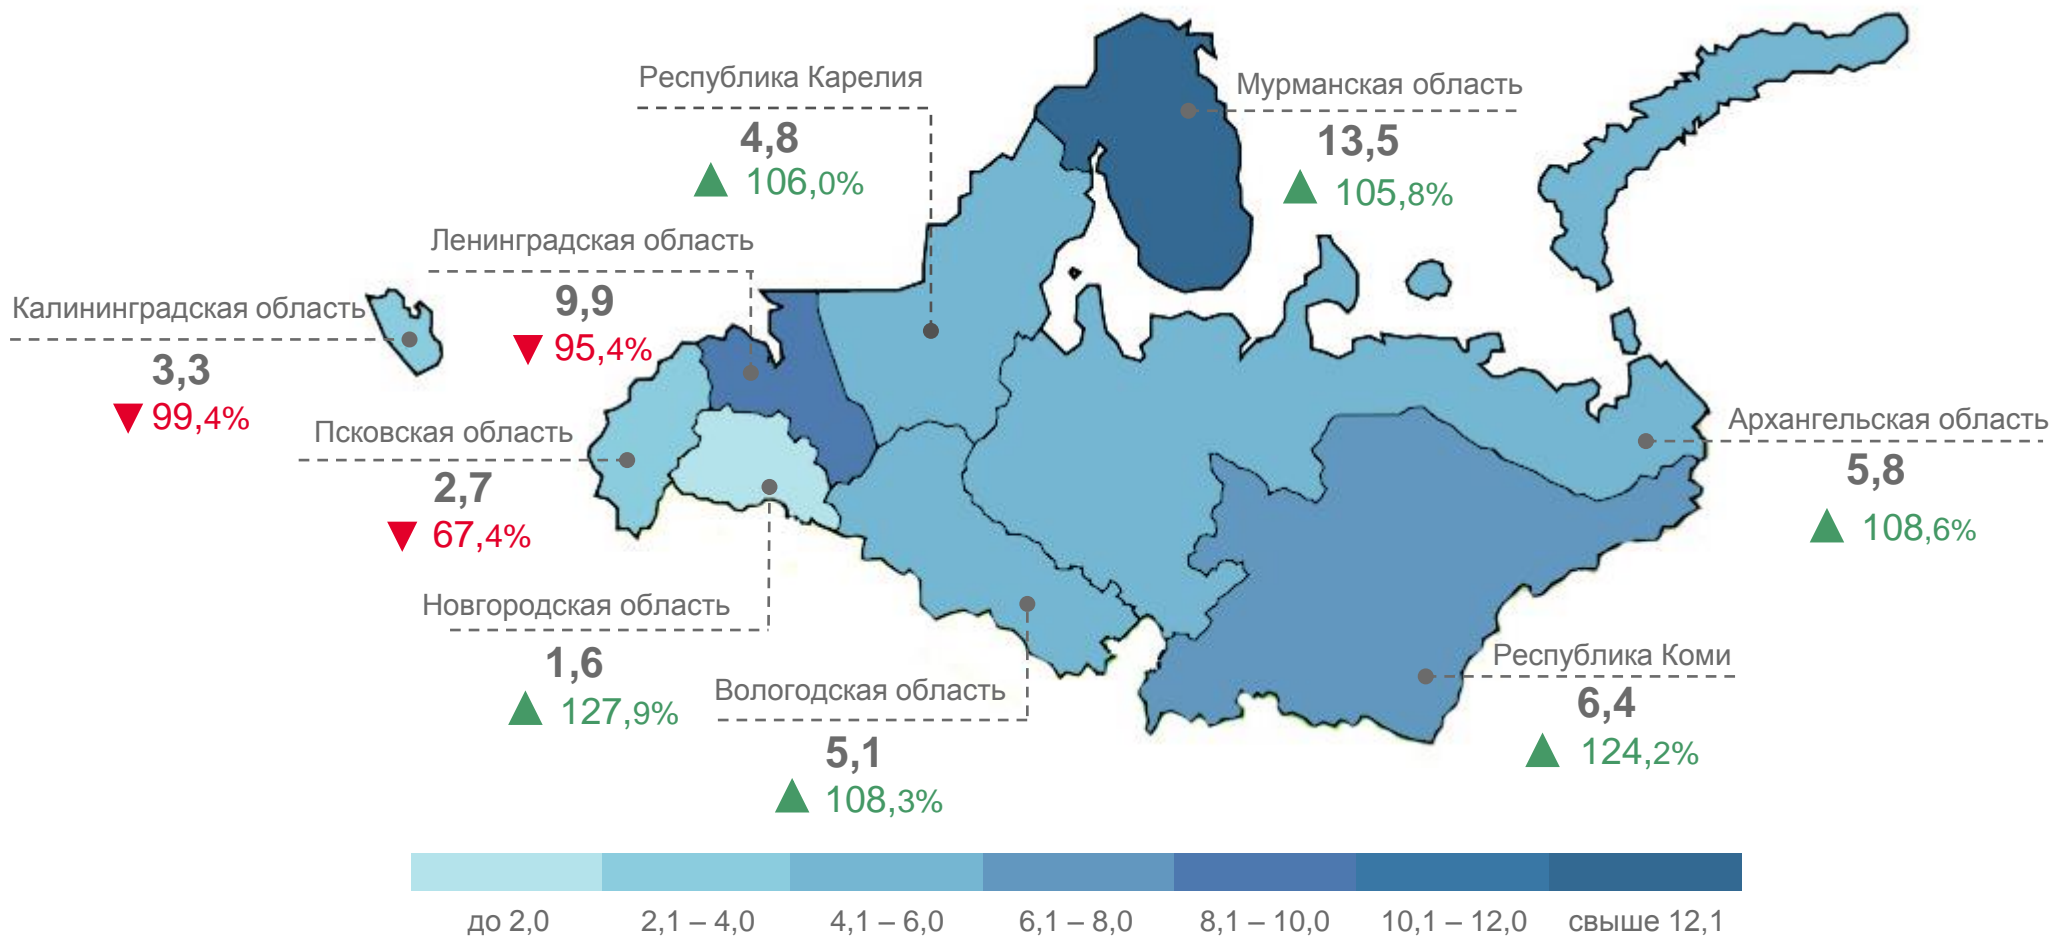 Республика Карелия
4,8
106,0%
Мурманская область
13,5
105,8%
Ленинградская область
9,9
95,4%
Калининградская область
3,3
99,4%
Псковская область
2,7
67,4%
Архангельская область
5,8
108,6%
Новгородская область
1,6
127,9%
Вологодская область
5,1
108,3%
Республика Коми
6,4
124,2%
до 2,0
2,1 – 4,0
4,1 – 6,0
6,1 – 8,0
8,1 – 10,0
10,1 – 12,0
свыше 12,1